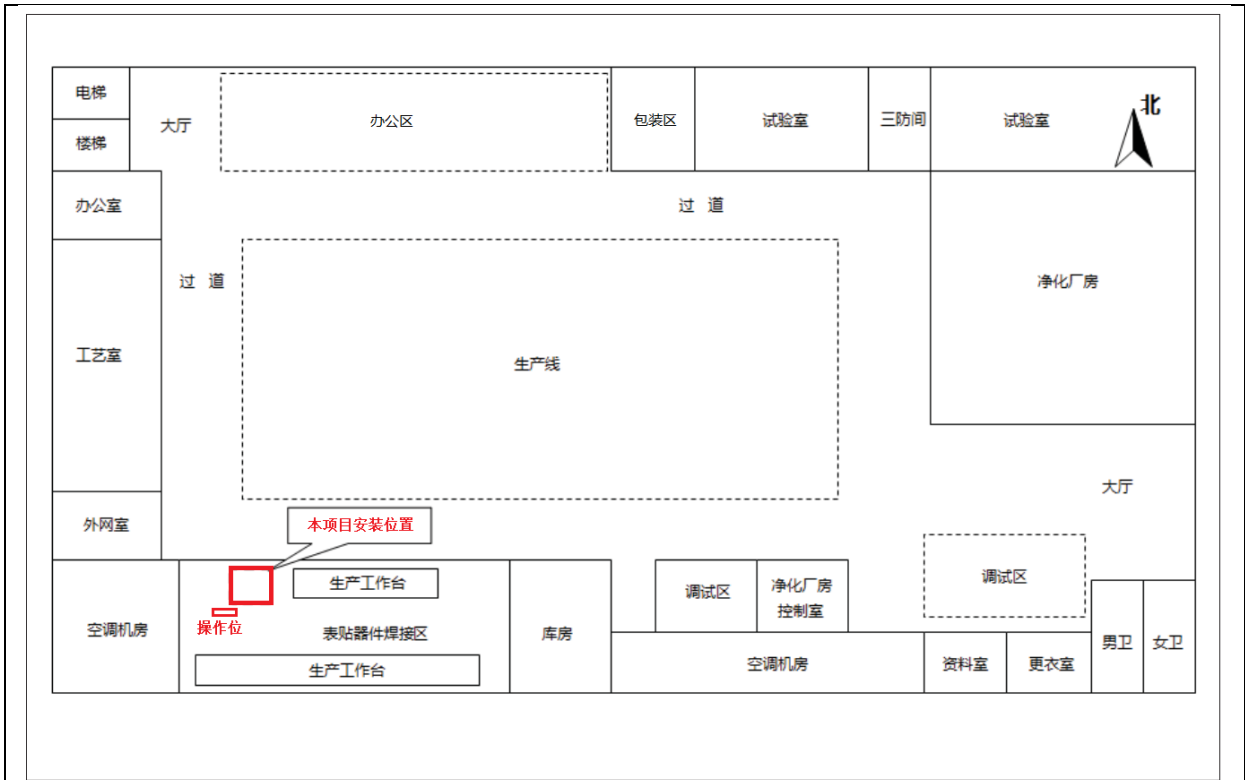 电梯
楼梯
大厅
办公区
包装区
试验室
三防间
试验室
北
办公室
过 道
过 道
净化厂房
工艺室
生产线
大厅
外网室
本项目安装位置
生产工作台
调试区
净化厂房
控制室
调试区
空调机房
操作位
表贴器件焊接区
库房
生产工作台
空调机房
资料室
更衣室
男卫
女卫